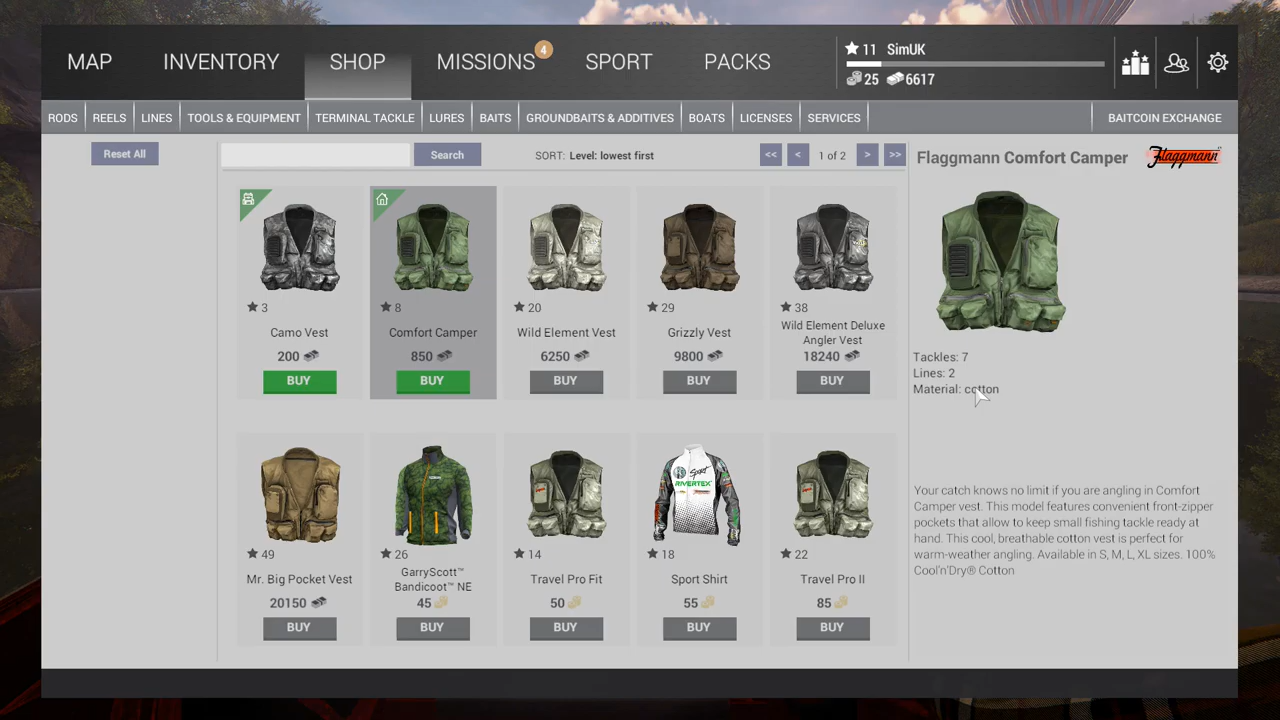 MAP INVENTORY SHOP MISSIONS 4 SPORT PACKS
11 SimUK
25 6617
RODS REELS LINES TOOLS & EQUIPMENT TERMINAL TACKLE LURES BAITS GROUNDBAITS & ADDITIVES BOATS LICENSES SERVICES BAITCOIN EXCHANGE
Reset All
Search SORT: Level: lowest first << < 1 of 2 > >>
3 8 20 29 38
Camo Vest
Comfort Camper
Wild Element Vest
Grizzly Vest
Wild Element Deluxe
Angler Vest
200 850 6250 9800 18240
BUY BUY BUY BUY BUY
Sport
RIVERTEX
49 26 14 18 22
Mr. Big Pocket Vest
GarryScott™
Bandicoot™ NE
Travel Pro Fit
Sport Shirt
Travel Pro II
20150 45 50 55 85
BUY BUY BUY BUY BUY
Flaggmann Comfort Camper Flaggmann
Tackles: 7
Lines: 2
Material: cotton
Your catch knows no limit if you are angling in Comfort
Camper vest. This model features convenient front-zipper
pockets that allow to keep small fishing tackle ready at
hand. This cool, breathable cotton vest is perfect for
warm-weather angling. Available in S, M, L, XL sizes. 100%
Cool'n'Dry® Cotton